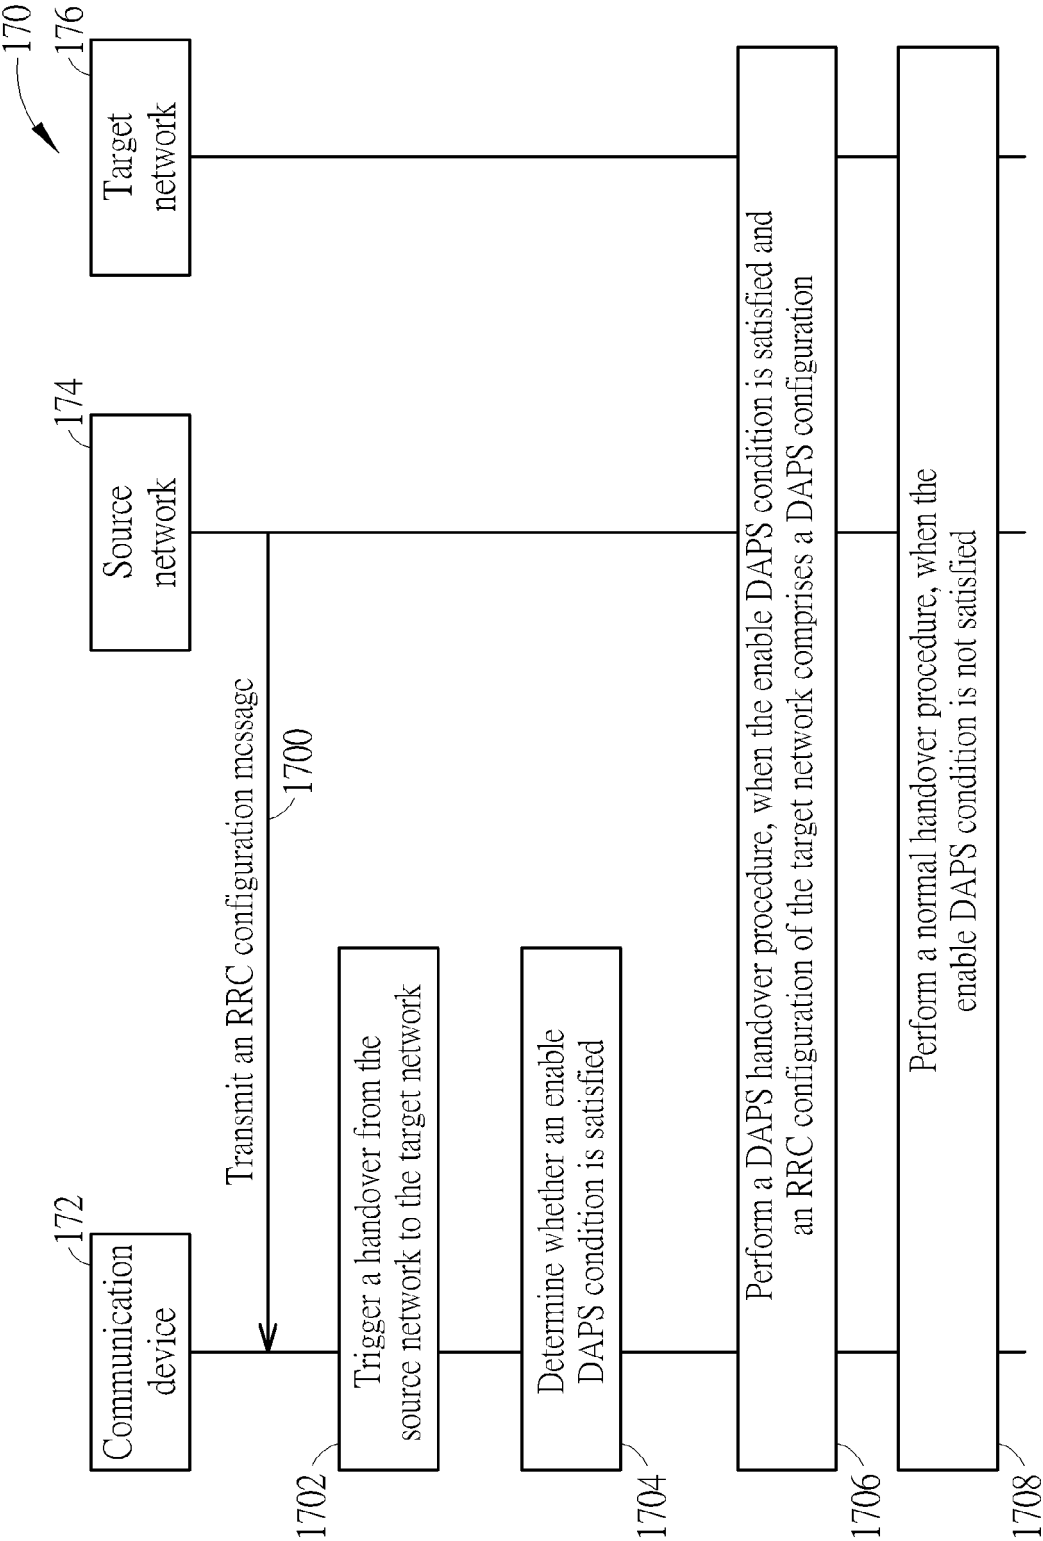 170
172
Communication
device
174
Source
network
176
Target
network
Transmit an RRC configuration message
1700
Trigger a handover from the
source network to the target network
1702
Determine whether an enable
DAPS condition is satisfied
1704
Perform a DAPS handover procedure, when the enable DAPS condition is satisfied and
an RRC configuration of the target network comprises a DAPS configuration
1706
Perform a normal handover procedure, when the
enable DAPS condition is not satisfied
1708